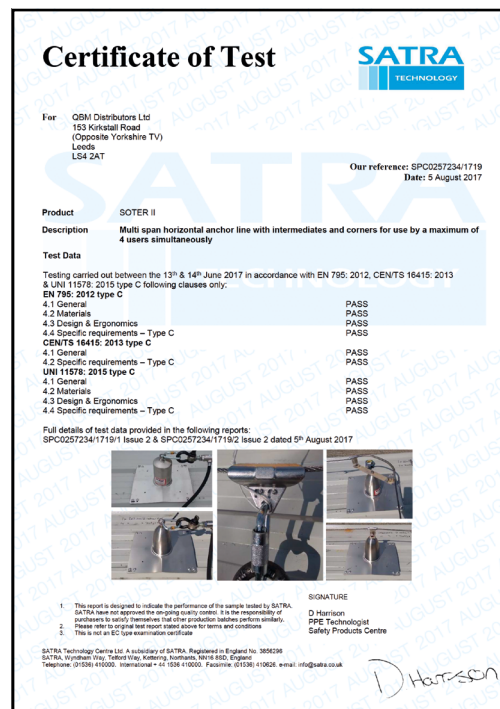 Certificate of Test
SATRA
TECHNOLOGY
For QBM Distributors Ltd
153 Kirkstall Road
(Opposite Yorkshire TV)
Leeds
LS4 2AT
Our reference: SPC0257234/1719
Date: 5 August 2017
Product SOTER II
Description Multi span horizontal anchor line with intermediates and corners for use by a maximum of
4 users simultaneously
Test Data
Testing carried out between the 13th & 14th June 2017 in accordance with EN 795: 2012, CEN/TS 16415: 2013
& UNI 11578: 2015 type C following clauses only:
EN 795: 2012 type C
4.1 General PASS
4.2 Materials PASS
4.3 Design & Ergonomics PASS
4.4 Specific requirements – Type C PASS
CEN/TS 16415: 2013 type C
4.1 General PASS
4.2 Specific requirements – Type C PASS
UNI 11578: 2015 type C
4.1 General PASS
4.2 Materials PASS
4.3 Design & Ergonomics PASS
4.4 Specific requirements – Type C PASS
Full details of test data provided in the following reports:
SPC0257234/1719/1 Issue 2 & SPC0257234/1719/2 Issue 2 dated 5th August 2017
SIGNATURE
1. This report is designed to indicate the performance of the sample tested by SATRA.
SATRA have not approved the on-going quality control. It is the responsibility of
purchasers to satisfy themselves that other production batches perform similarly.
2. Please refer to original test report stated above for terms and conditions
3. This is not an EC type examination certificate
D Harrison
PPE Technologist
Safety Products Centre
SATRA Technology Centre Ltd. A subsidiary of SATRA. Registered in England No. 3856296
SATRA, Wyndham Way, Telford Way, Kettering, Northants, NN16 8SD, England
Telephone: (01536) 410000. International + 44 1536 410000. Facsimile: (01536) 410626. e-mail: info@satra.co.uk
D Harrison
SATRA
AUGUST 2017